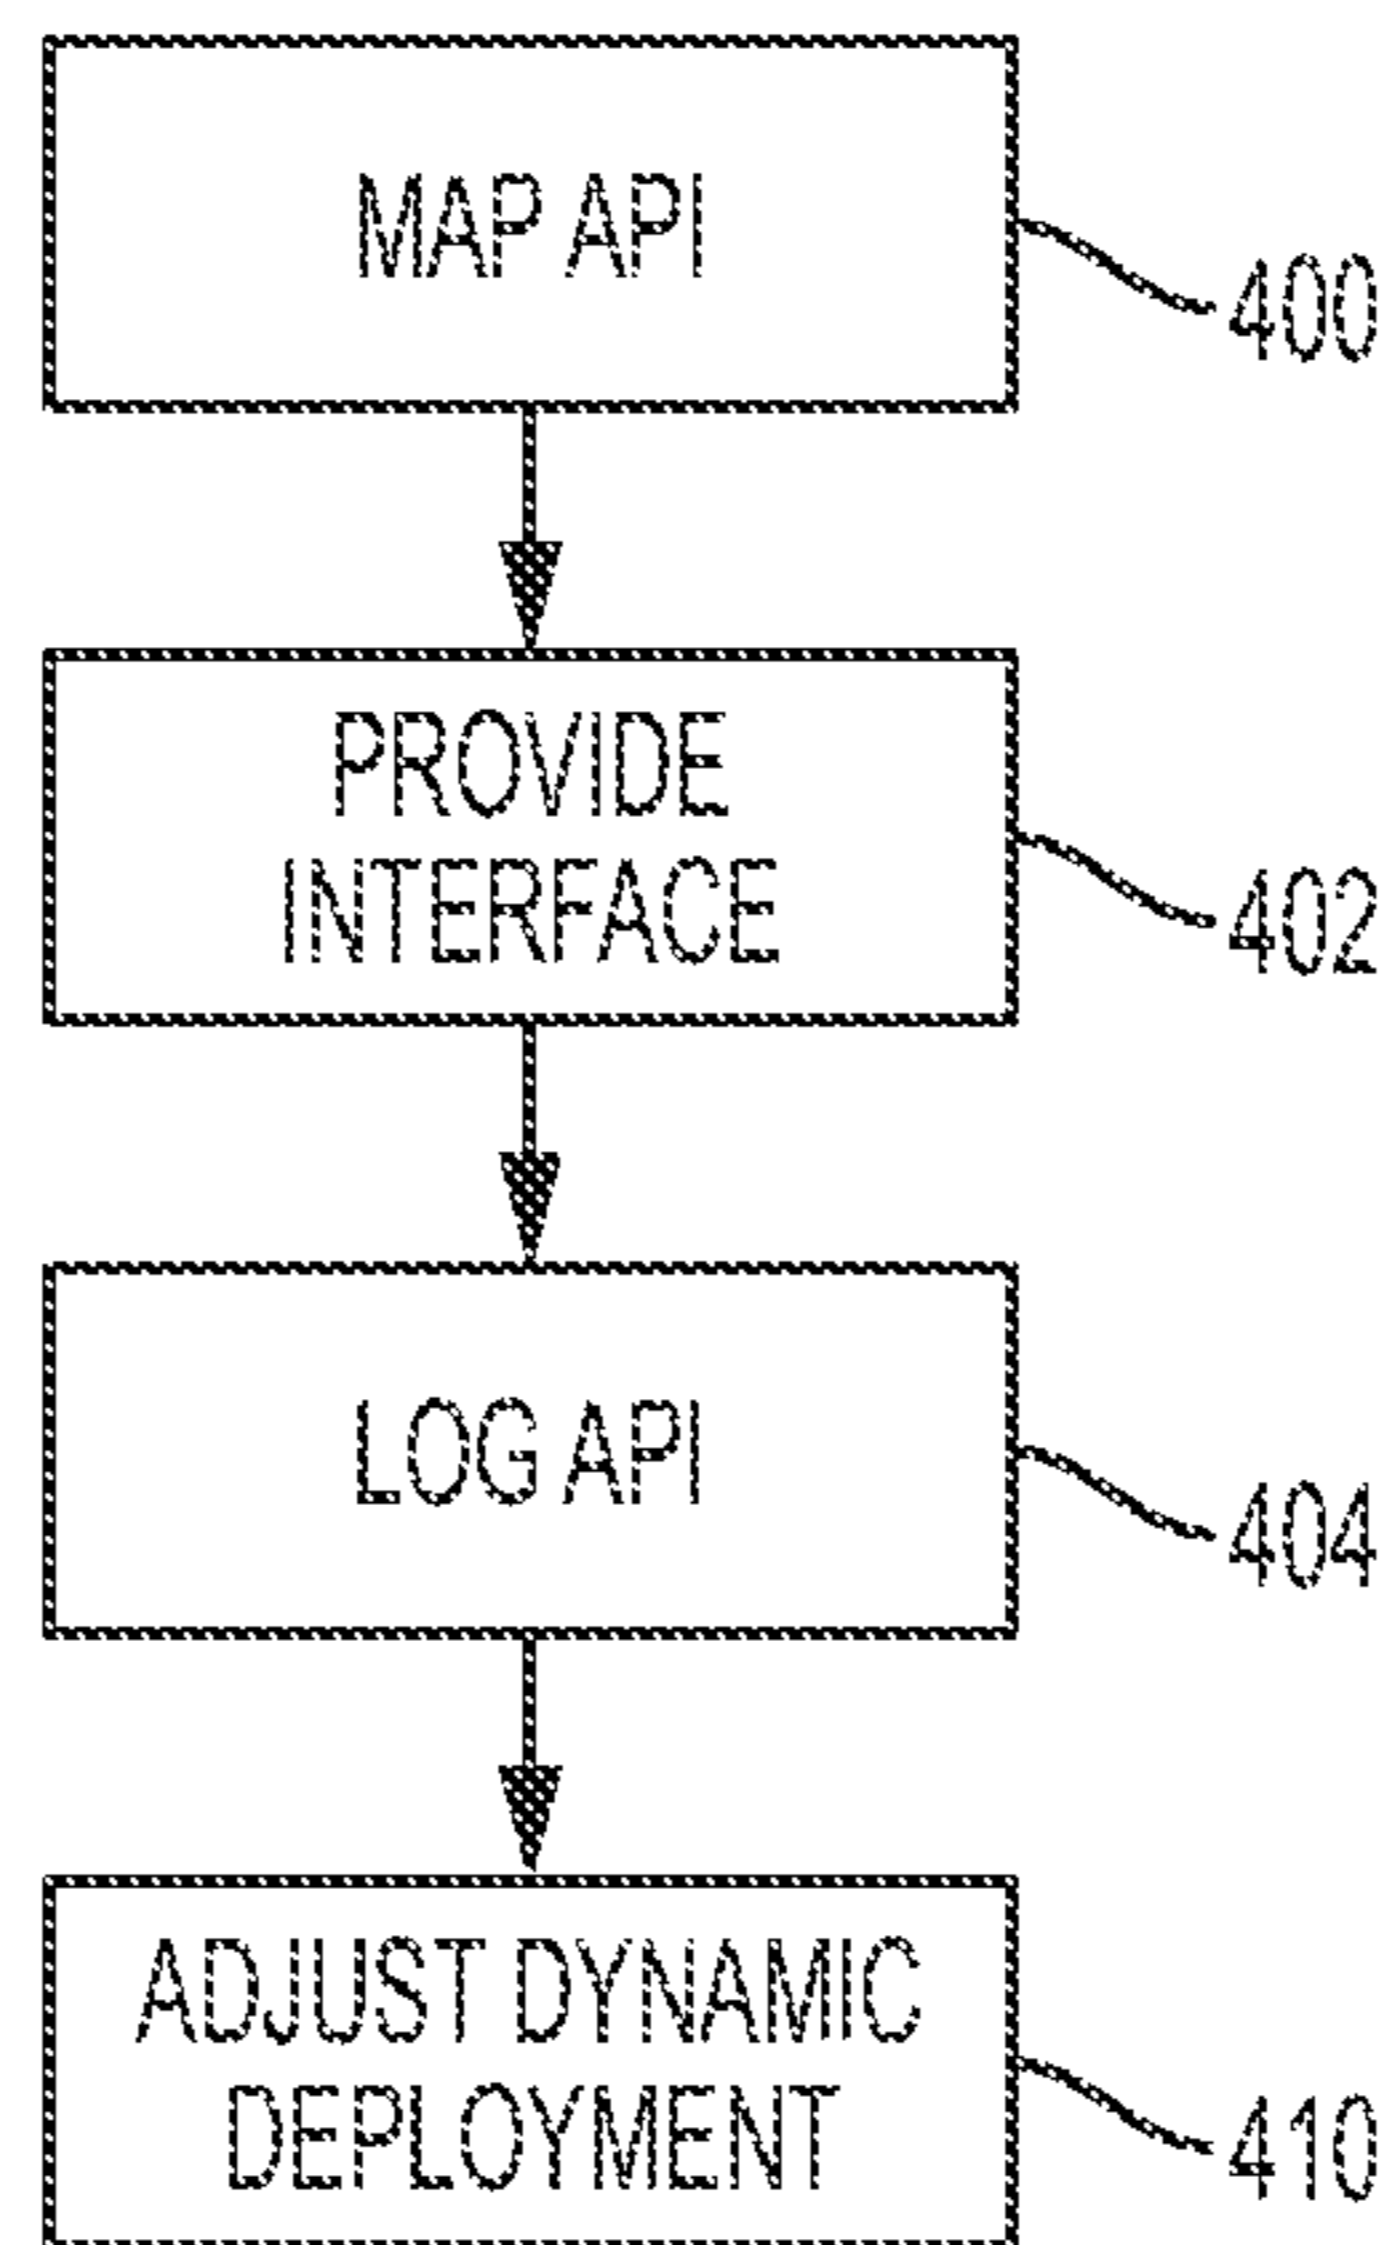 MAP API
400
PROVIDE
INTERFACE
402
LOG API
404
ADJUST DYNAMIC
DEPLOYMENT
410